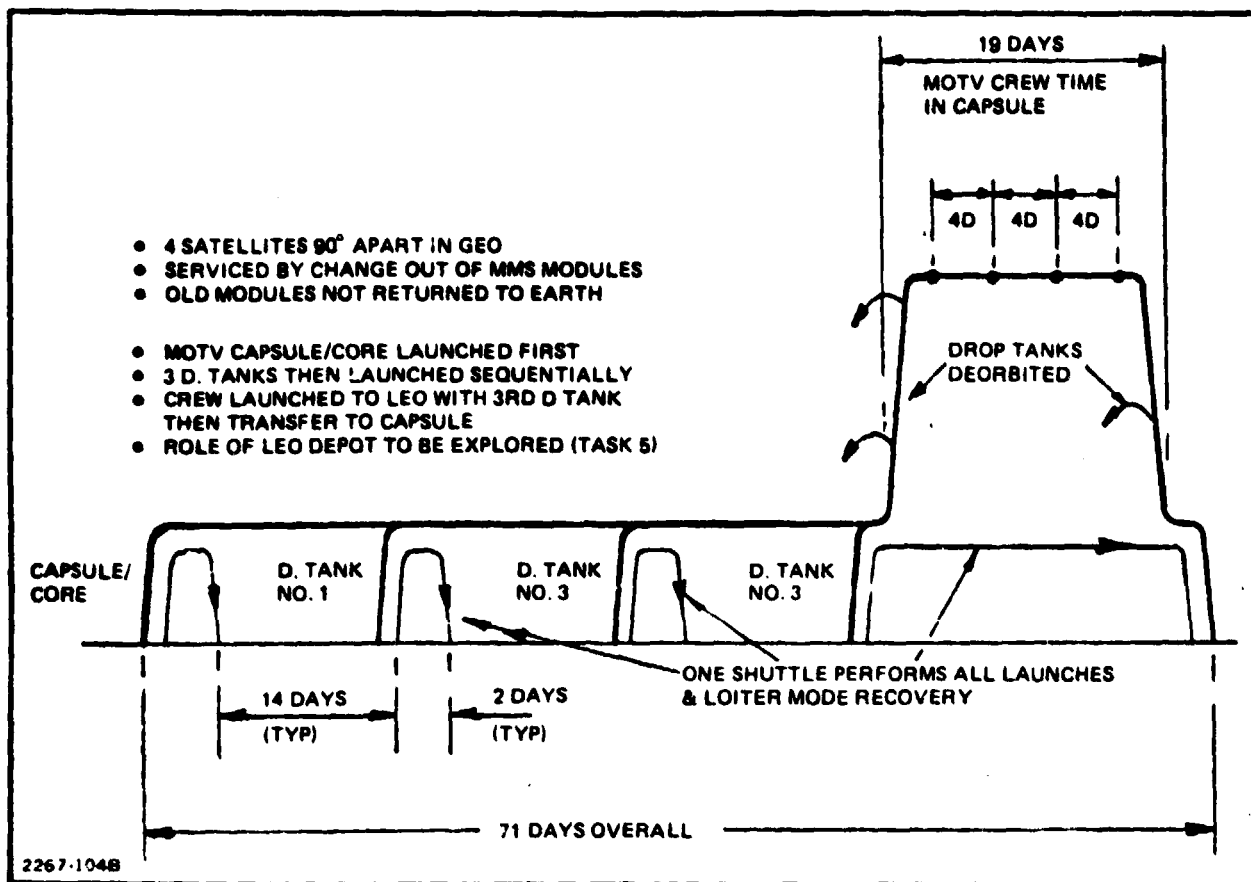 19 DAYS
MOTV CREW TIME
IN CAPSULE
4D 4D 4D
• 4 SATELLITES 90° APART IN GEO
• SERVICED BY CHANGE OUT OF MMS MODULES
• OLD MODULES NOT RETURNED TO EARTH
• MOTV CAPSULE/CORE LAUNCHED FIRST
• 3 D. TANKS THEN LAUNCHED SEQUENTIALLY
• CREW LAUNCHED TO LEO WITH 3RD D TANK
THEN TRANSFER TO CAPSULE
• ROLE OF LEO DEPOT TO BE EXPLORED (TASK 5)
DROP TANKS
DEORBITED
CAPSULE/
CORE
D. TANK
NO. 1
D. TANK
NO. 3
D. TANK
NO. 3
ONE SHUTTLE PERFORMS ALL LAUNCHES
& LOITER MODE RECOVERY
14 DAYS
(TYP)
2 DAYS
(TYP)
71 DAYS OVERALL
2267-104B